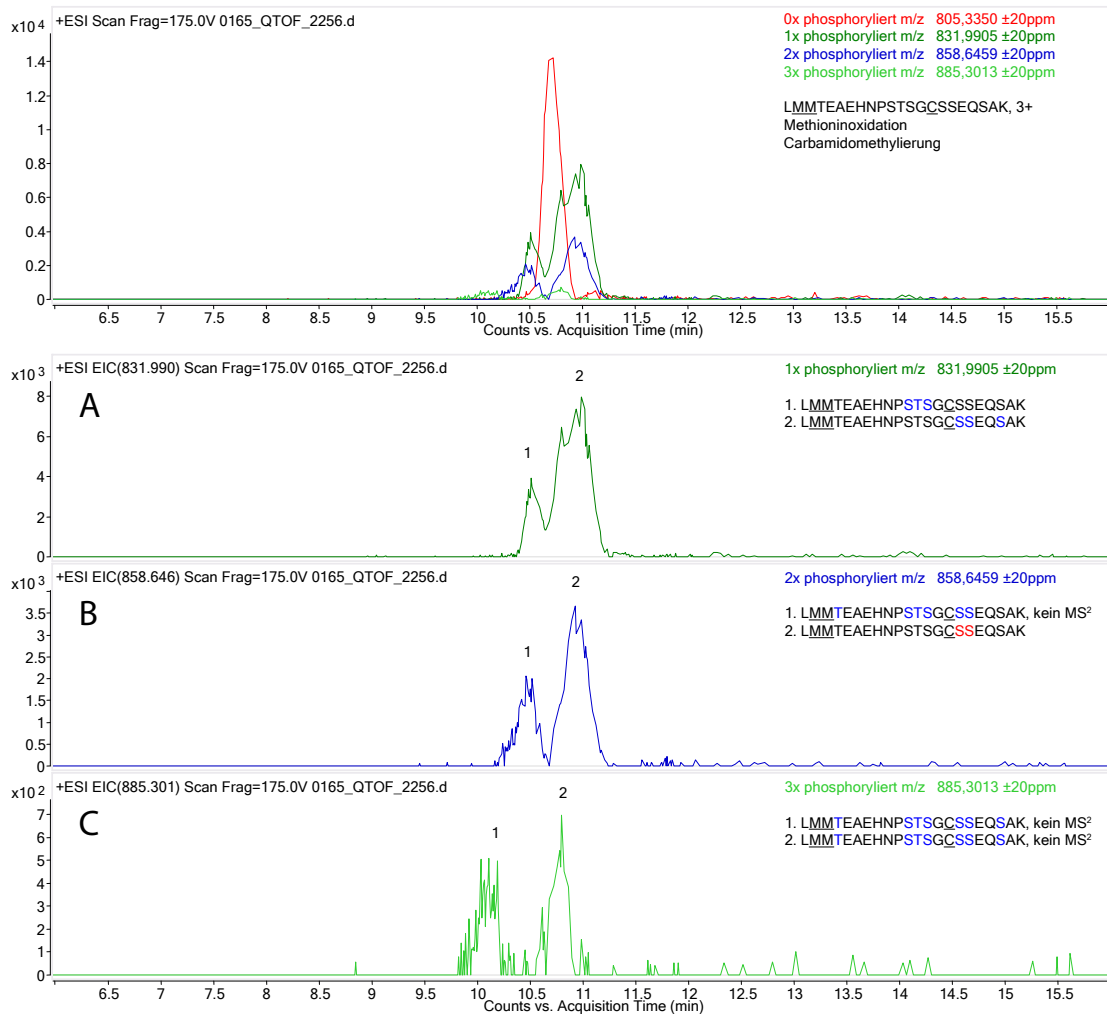 +ESI Scan Frag=175.0V 0165_QTOF_2256.d
x10⁴
0x phosphoryliert m/z 805,3350 ±20ppm
1x phosphoryliert m/z 831,9905 ±20ppm
2x phosphoryliert m/z 858,6459 ±20ppm
3x phosphoryliert m/z 885,3013 ±20ppm
LMMTEAEHNPSTSGCSSEQSAK, 3+
Methioninoxidation
Carbamidomethylierung
1.4
1.2
1
0.8
0.6
0.4
0.2
0
6.5 7 7.5 8 8.5 9 9.5 10 10.5 11 11.5 12 12.5 13 13.5 14 14.5 15 15.5
Counts vs. Acquisition Time (min)
+ESI EIC(831.990) Scan Frag=175.0V 0165_QTOF_2256.d
x10³
A
1x phosphoryliert m/z 831,9905 ±20ppm
1. LMMTEAEHNPSTSGCSSEQSAK
2. LMMTEAEHNPSTSGCSSEQSAK
1
2
8
6
4
2
0
+ESI EIC(858.646) Scan Frag=175.0V 0165_QTOF_2256.d
x10³
B
2x phosphoryliert m/z 858,6459 ±20ppm
1. LMMTEAEHNPSTSGCSSEQSAK, kein MS²
2. LMMTEAEHNPSTSGCSSEQSAK
1
2
3.5
3
2.5
2
1.5
1
0.5
0
+ESI EIC(885.301) Scan Frag=175.0V 0165_QTOF_2256.d
x10²
C
3x phosphoryliert m/z 885,3013 ±20ppm
1. LMMTEAEHNPSTSGCSSEQSAK, kein MS²
2. LMMTEAEHNPSTSGCSSEQSAK, kein MS²
1
2
7
6
5
4
3
2
1
0
6.5 7 7.5 8 8.5 9 9.5 10 10.5 11 11.5 12 12.5 13 13.5 14 14.5 15 15.5
Counts vs. Acquisition Time (min)